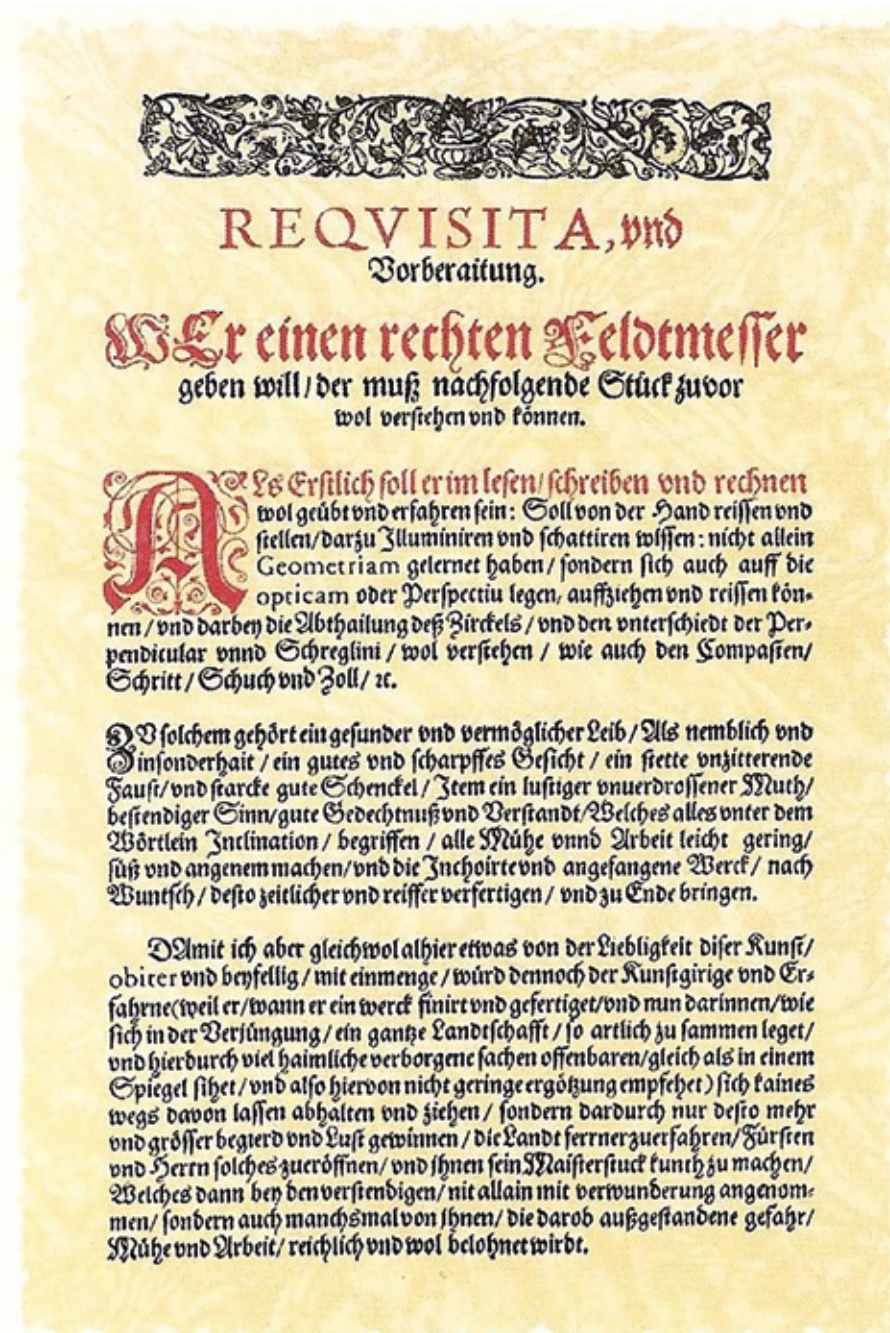 REQVISITA, vnd
Vorberaitung.
WEr einen rechten Feldtmesser
geben will/ der muß nachfolgende Stück zuvor
wol verstehen vnd können.
ALs Erstlich soll er im lesen/ schreiben vnd rechnen
wol geübt vnd erfahren sein: Soll von der Hand reissen vnd
stellen/ darzu Jlluminiren vnd schattiren wissen: nicht allein
Geometriam gelernet haben/ sondern sich auch auff die
opticam oder Perspectiu legen, auffziehen vnd reissen kön-
nen/ vnd darbey die Abthailung deß Zirckels/ vnd den vnterschiedt der Per-
pendicular vnnd Schreglini/ wol verstehen/ wie auch den Compasten/
Schritt/ Schuch vnd Zoll/ ꝛc.
ZV solchem gehört ein gesunder vnd vermöglicher Leib/ Als nemblich vnd
insonderhait/ ein gutes vnd scharpffes Gesicht/ ein stette vnzitterende
Faust/ vnd starcke gute Schenckel/ Jtem ein lustiger vnuerdrossener Muth/
bestendiger Sinn/ gute Gedechtnuß vnd Verstandt/ Welches alles vnter dem
Wörtlein Jnclination/ begriffen/ alle Mühe vnnd Arbeit leicht gering/
süß vnd angenem machen/ vnd die Jnchoirte vnd angefangene Werck/ nach
Wuntsch/ desto zeitlicher vnd reiffer verfertigen/ vnd zu Ende bringen.
DAmit ich aber gleichwol alhier etwas von der Liebligkeit diser Kunst/
obiter vnd beyfellig/ mit einmenge/ würd dennoch der Kunstgirige vnd Er-
fahrne (weil er/ wann er ein werck finirt vnd gefertiget/ vnd nun darinnen/ wie
sich in der Verjüngung/ ein gantze Landtschafft/ so artlich zu sammen leget/
vnd hierdurch viel haimliche verborgene sachen offenbaren/ gleich als in einem
Spiegel sihet/ vnd also hiervon nicht geringe ergötzung empfehet) sich kaines
wegs davon lassen abhalten vnd ziehen/ sondern dardurch nur desto mehr
vnd grösser begierd vnd Lust gewinnen/ die Landt ferrner zuerfahren/ Fürsten
vnd Herrn solches zueröffnen/ vnd jhnen sein Maisterstuck kunth zu machen/
Welches dann bey den verstendigen/ nit allain mit verwunderung angenom-
men/ sondern auch manchsmal von jhnen/ die darob außgestandene gefahr/
Mühe vnd Arbeit/ reichlich vnd wol belohnet wirdt.